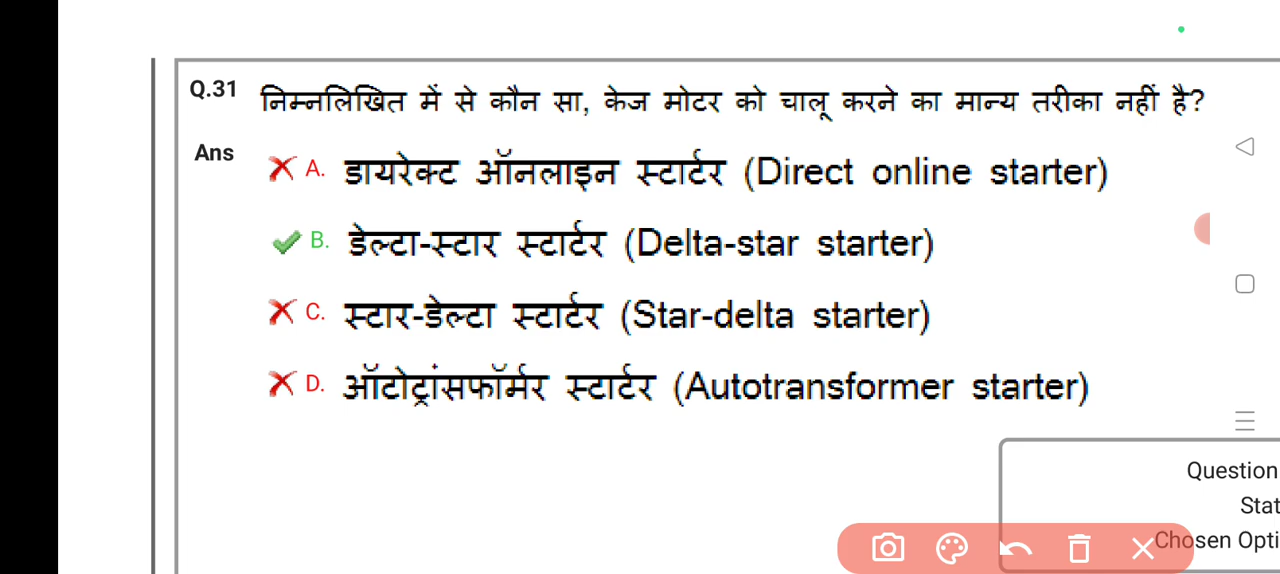 Q.31 निम्नलिखित में से कौन सा, केज मोटर को चालू करने का मान्य तरीका नहीं है?
Ans A. डायरेक्ट ऑनलाइन स्टार्टर (Direct online starter)
B. डेल्टा-स्टार स्टार्टर (Delta-star starter)
C. स्टार-डेल्टा स्टार्टर (Star-delta starter)
D. ऑटोट्रांसफॉर्मर स्टार्टर (Autotransformer starter)
Question
Stat
Chosen Opti